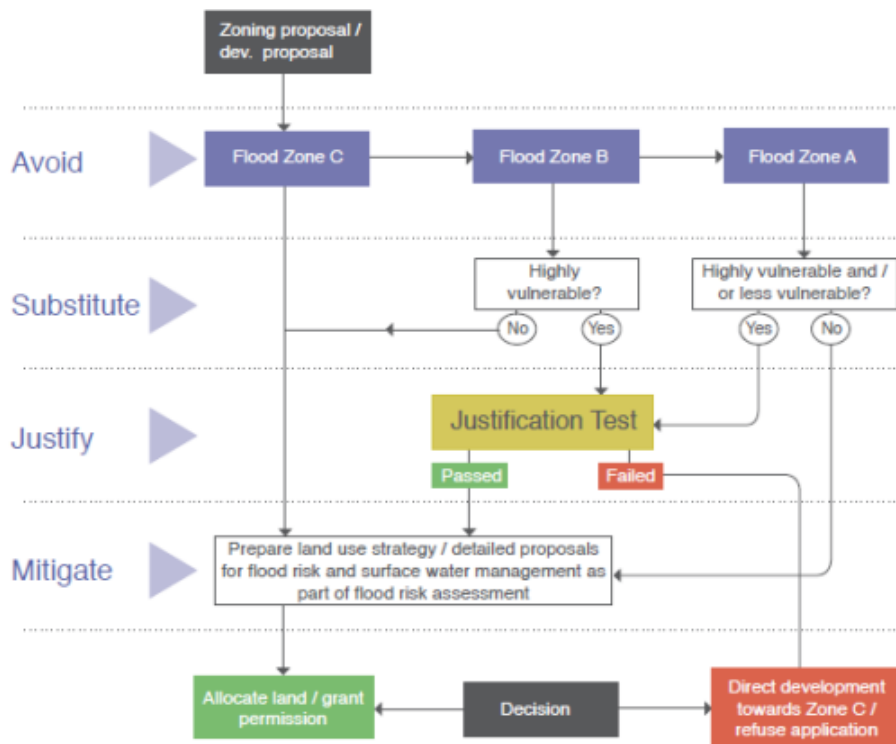 Zoning proposal /
dev. proposal
Avoid
Flood Zone C
Flood Zone B
Flood Zone A
Substitute
Highly
vulnerable?
Highly vulnerable and /
or less vulnerable?
No
Yes
Yes
No
Justify
Justification Test
Passed
Failed
Mitigate
Prepare land use strategy / detailed proposals
for flood risk and surface water management as
part of flood risk assessment
Allocate land / grant
permission
Decision
Direct development
towards Zone C /
refuse application